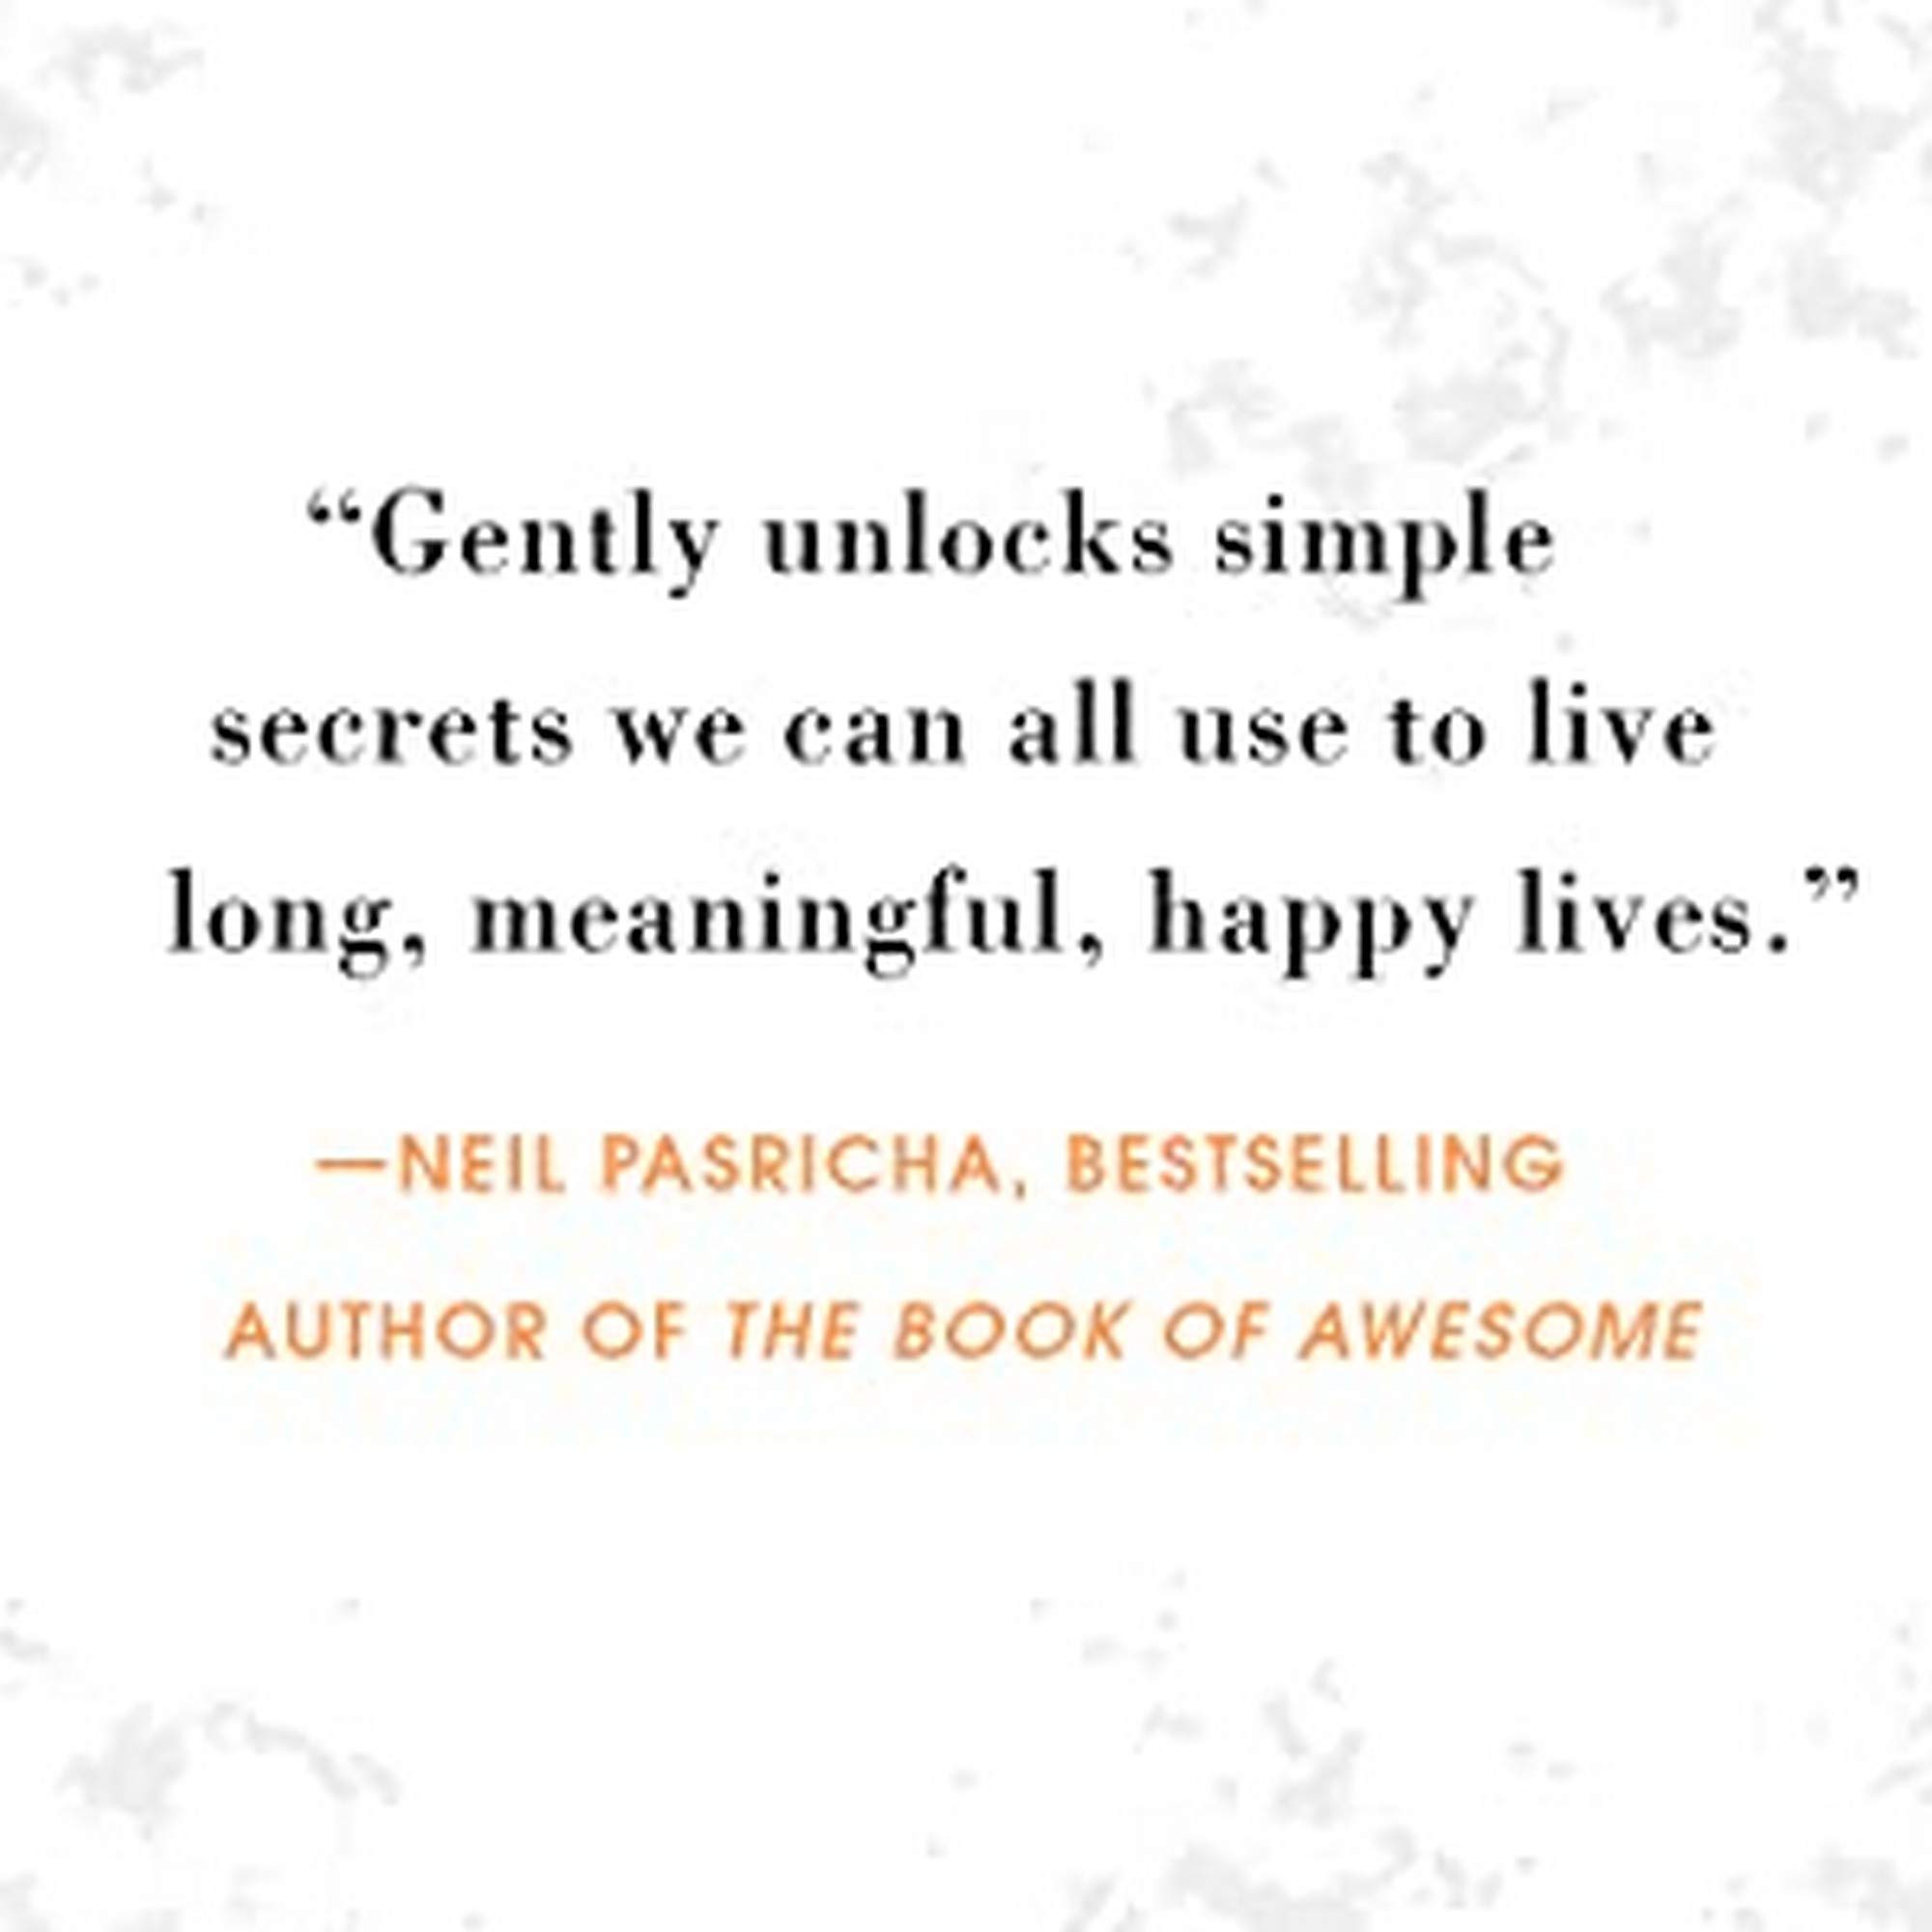 “Gently unlocks simple
secrets we can all use to live
long, meaningful, happy lives.”
—NEIL PASRICHA, BESTSELLING
AUTHOR OF THE BOOK OF AWESOME